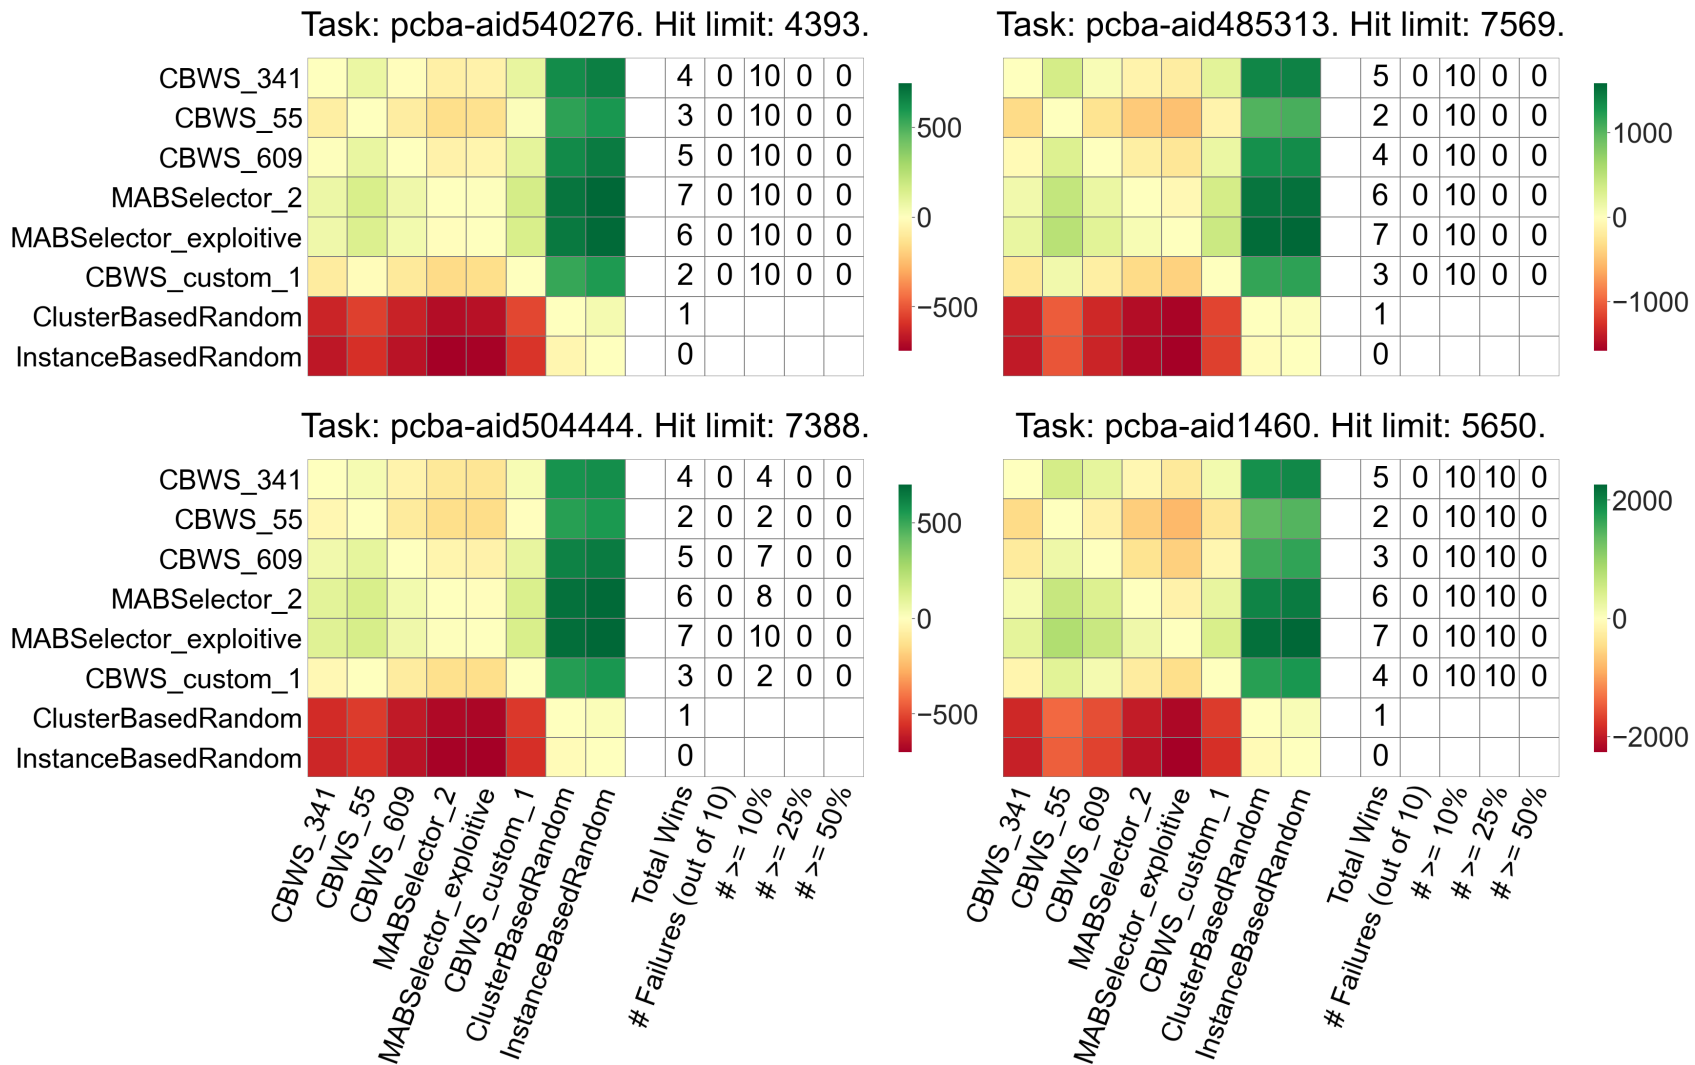 Task: pcba-aid540276. Hit limit: 4393.
CBWS_341 4 0 10 0 0
CBWS_55 3 0 10 0 0
CBWS_609 5 0 10 0 0
MABSelector_2 7 0 10 0 0
MABSelector_exploitive 6 0 10 0 0
CBWS_custom_1 2 0 10 0 0
ClusterBasedRandom 1
InstanceBasedRandom 0
500
0
−500
Task: pcba-aid485313. Hit limit: 7569.
5 0 10 0 0
2 0 10 0 0
4 0 10 0 0
6 0 10 0 0
7 0 10 0 0
3 0 10 0 0
1
0
1000
0
−1000
Task: pcba-aid504444. Hit limit: 7388.
CBWS_341 4 0 4 0 0
CBWS_55 2 0 2 0 0
CBWS_609 5 0 7 0 0
MABSelector_2 6 0 8 0 0
MABSelector_exploitive 7 0 10 0 0
CBWS_custom_1 3 0 2 0 0
ClusterBasedRandom 1
InstanceBasedRandom 0
500
0
−500
CBWS_341
CBWS_55
CBWS_609
MABSelector_2
MABSelector_exploitive
CBWS_custom_1
ClusterBasedRandom
InstanceBasedRandom
Total Wins
# Failures (out of 10)
# >= 10%
# >= 25%
# >= 50%
Task: pcba-aid1460. Hit limit: 5650.
5 0 10 10 0
2 0 10 10 0
3 0 10 10 0
6 0 10 10 0
7 0 10 10 0
4 0 10 10 0
1
0
2000
0
−2000
CBWS_341
CBWS_55
CBWS_609
MABSelector_2
MABSelector_exploitive
CBWS_custom_1
ClusterBasedRandom
InstanceBasedRandom
Total Wins
# Failures (out of 10)
# >= 10%
# >= 25%
# >= 50%